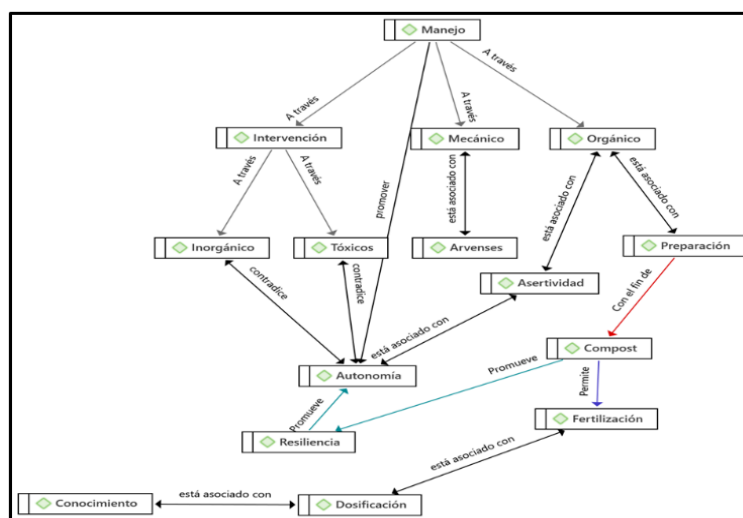 Manejo
A través
A través
A través
Intervención
Mecánico
Orgánico
A través
A través
promover
está asociado con
está asociado con
está asociado con
Inorgánico
Tóxicos
Arvenses
Preparación
contradice
contradice
Asertividad
Con el fin de
está asociado con
Compost
Autonomía
Promueve
Permite
Promueve
Fertilización
Resiliencia
está asociado con
Conocimiento
está asociado con
Dosificación